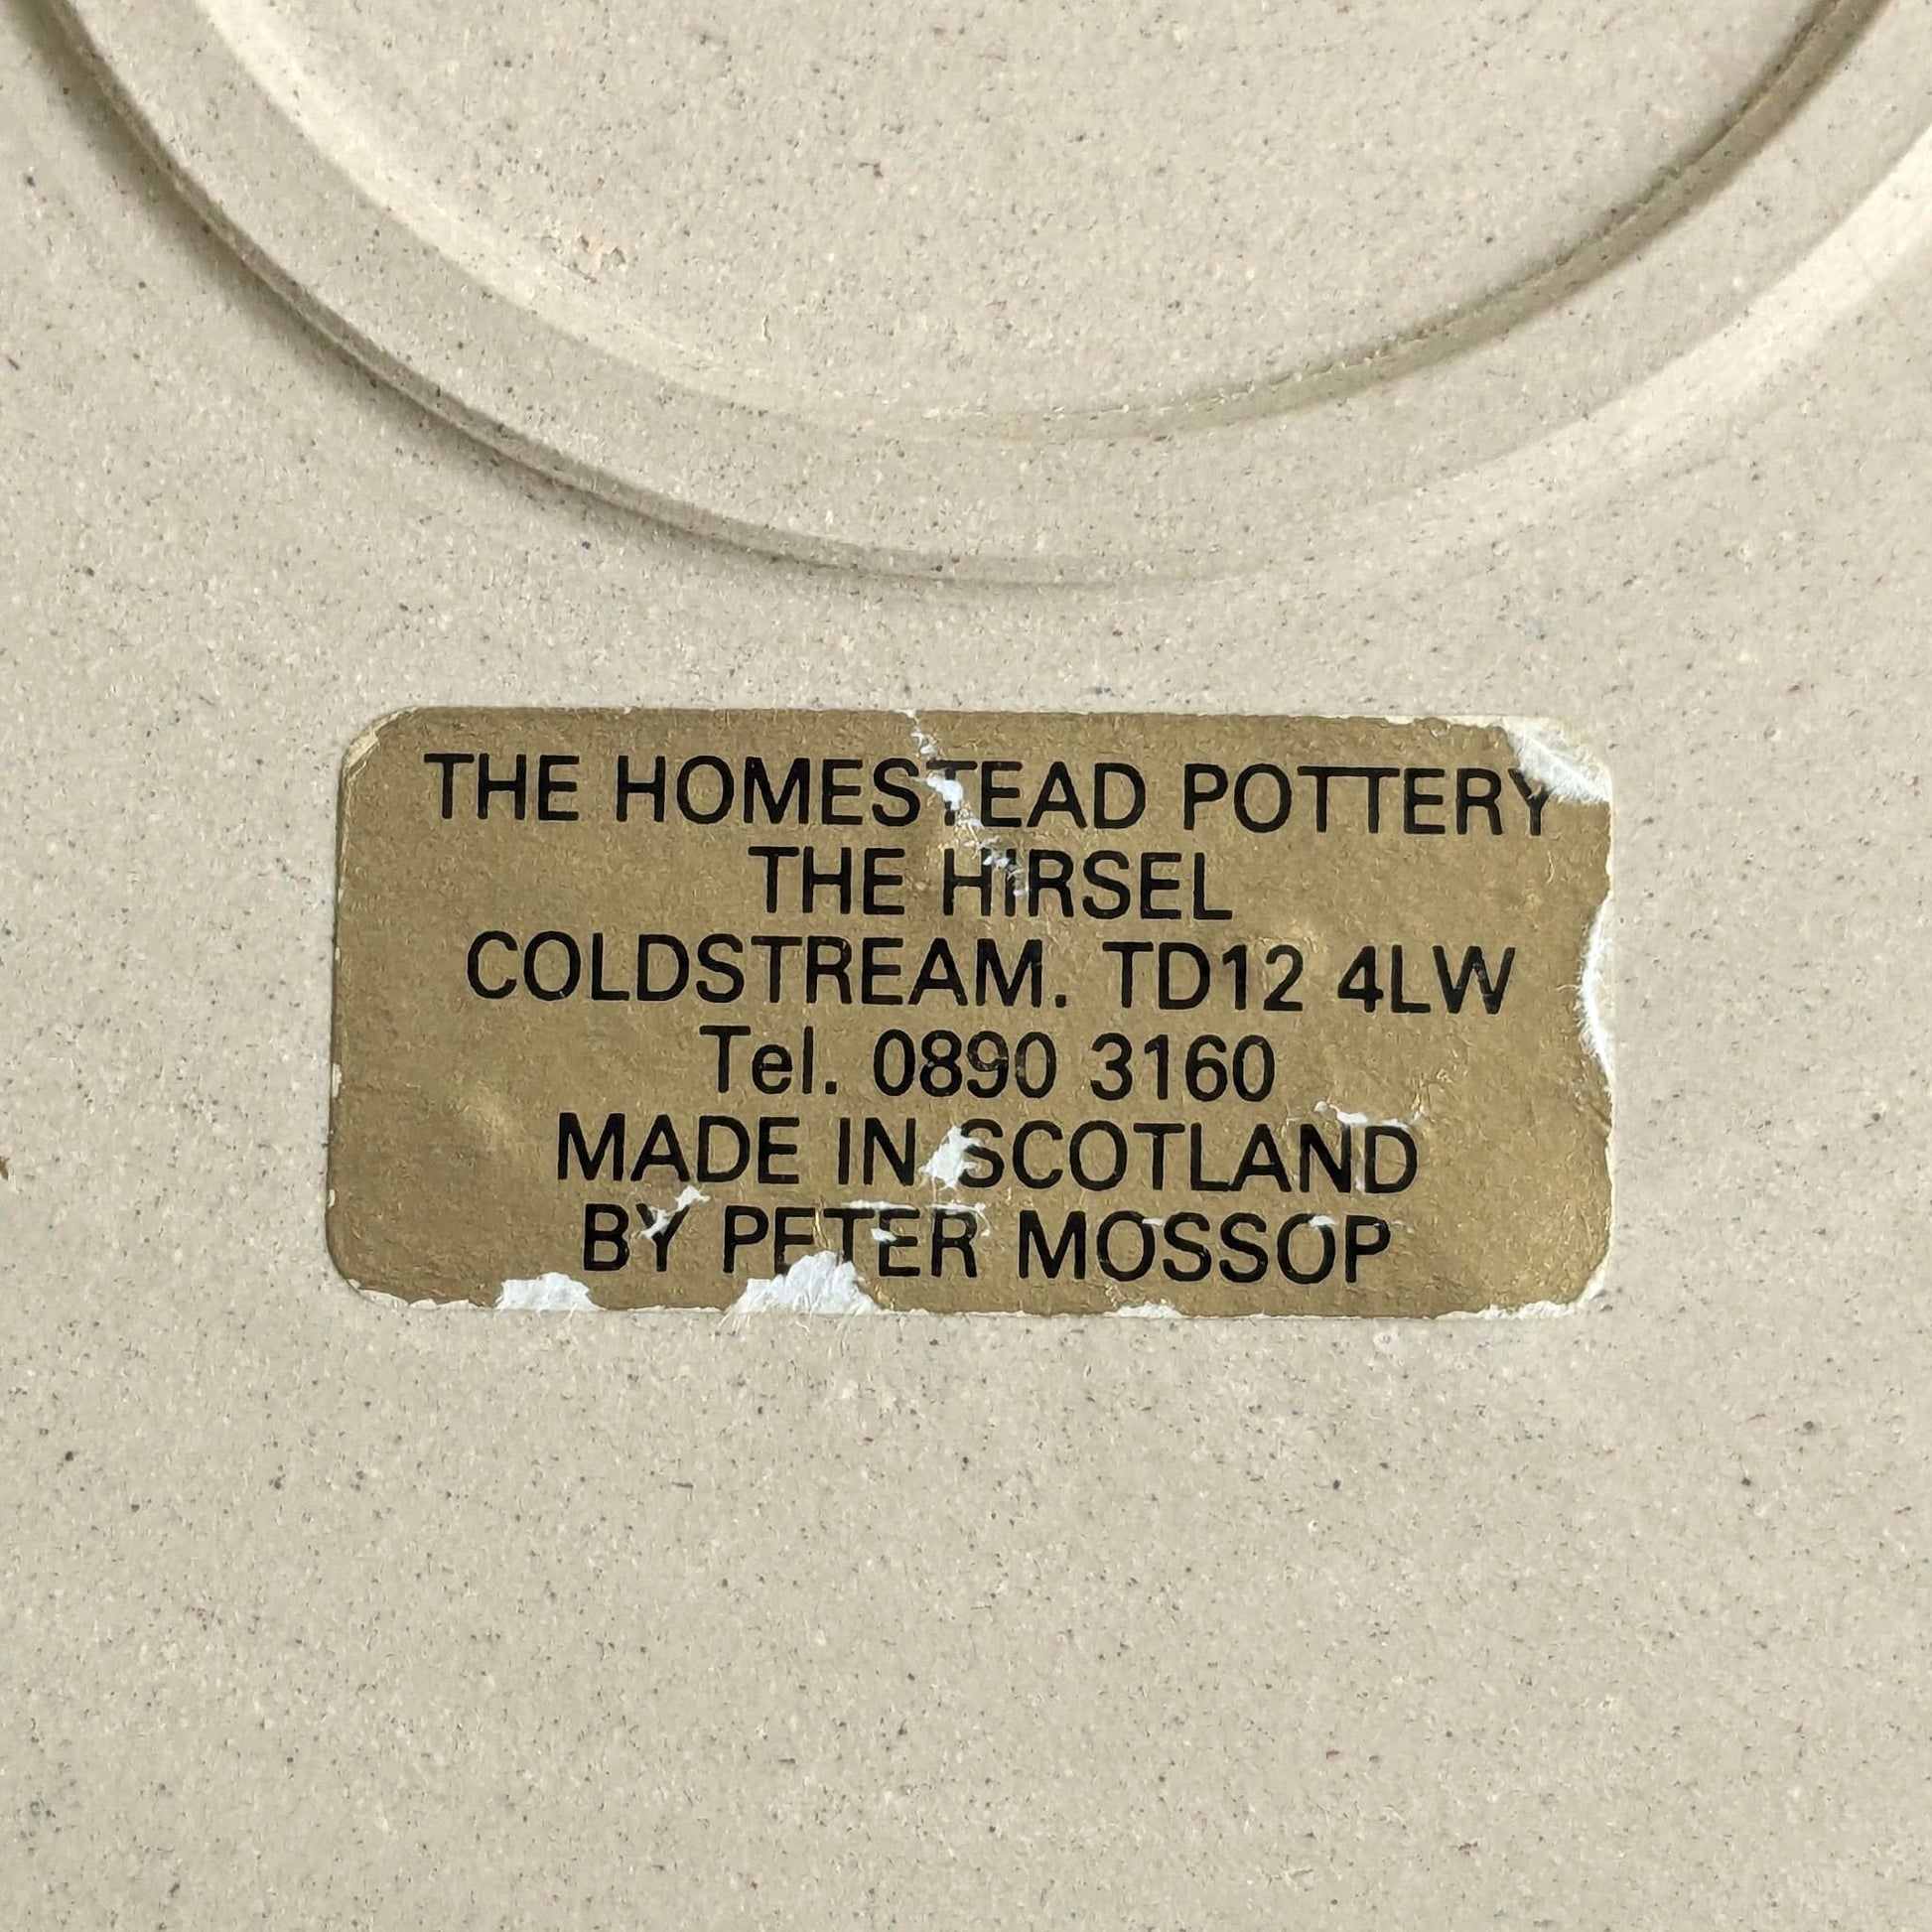 THE HOMESTEAD POTTERY
THE HIRSEL
COLDSTREAM. TD12 4LW
Tel. 0890 3160
MADE IN SCOTLAND
BY PETER MOSSOP